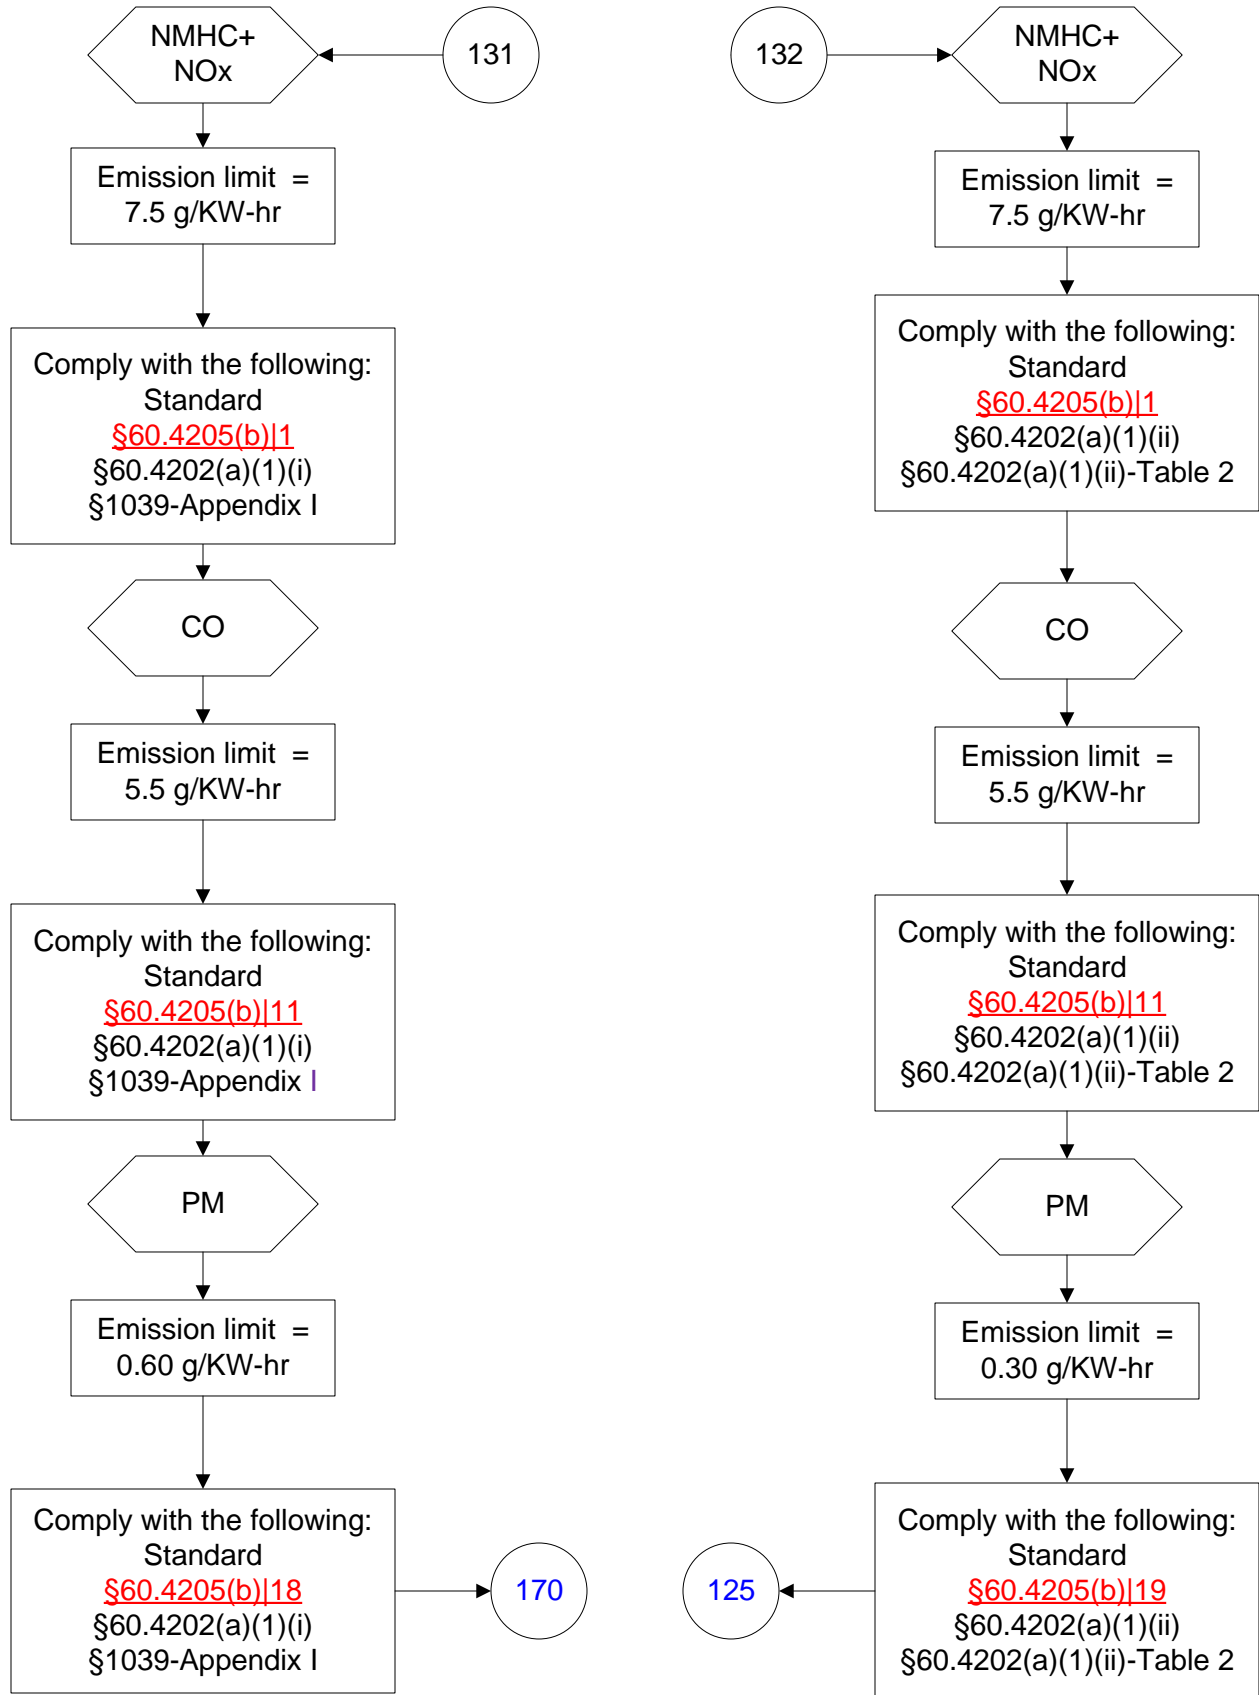 NMHC+
NOx
131
Emission limit  =
7.5 g/KW-hr
Comply with the following:
Standard
§60.4205(b)|1
§60.4202(a)(1)(i)
§1039-Appendix I
CO
Emission limit  =
5.5 g/KW-hr
Comply with the following:
Standard
§60.4205(b)|11
§60.4202(a)(1)(i)
§1039-Appendix I
PM
Emission limit  =
0.60 g/KW-hr
Comply with the following:
Standard
§60.4205(b)|18
§60.4202(a)(1)(i)
§1039-Appendix I
170
132
NMHC+
NOx
Emission limit  =
7.5 g/KW-hr
Comply with the following:
Standard
§60.4205(b)|1
§60.4202(a)(1)(ii)
§60.4202(a)(1)(ii)-Table 2
CO
Emission limit  =
5.5 g/KW-hr
Comply with the following:
Standard
§60.4205(b)|11
§60.4202(a)(1)(ii)
§60.4202(a)(1)(ii)-Table 2
PM
Emission limit  =
0.30 g/KW-hr
Comply with the following:
Standard
§60.4205(b)|19
§60.4202(a)(1)(ii)
§60.4202(a)(1)(ii)-Table 2
125